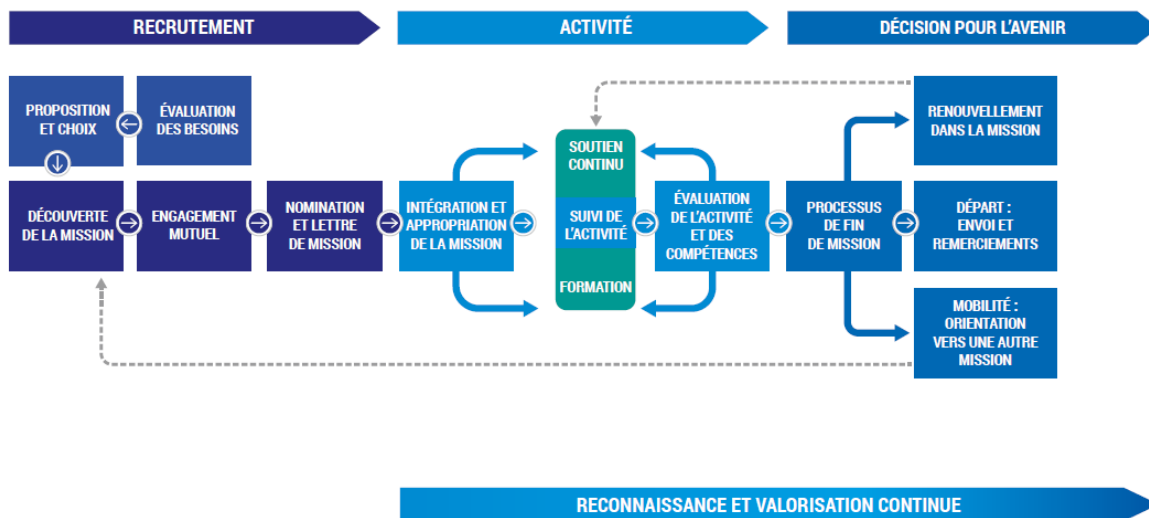 RECRUTEMENT
ACTIVITÉ
DÉCISION POUR L'AVENIR
PROPOSITION
ET CHOIX
ÉVALUATION
DES BESOINS
DÉCOUVERTE
DE LA MISSION
ENGAGEMENT
MUTUEL
NOMINATION
ET LETTRE
DE MISSION
INTÉGRATION ET
APPROPRIATION
DE LA MISSION
SOUTIEN
CONTINU
SUIVI DE
L'ACTIVITÉ
FORMATION
ÉVALUATION
DE L'ACTIVITÉ
ET DES
COMPÉTENCES
PROCESSUS
DE FIN
DE MISSION
RENOUVELLEMENT
DANS LA MISSION
DÉPART :
ENVOI ET
REMERCIEMENTS
MOBILITÉ :
ORIENTATION
VERS UNE AUTRE
MISSION
RECONNAISSANCE ET VALORISATION CONTINUE